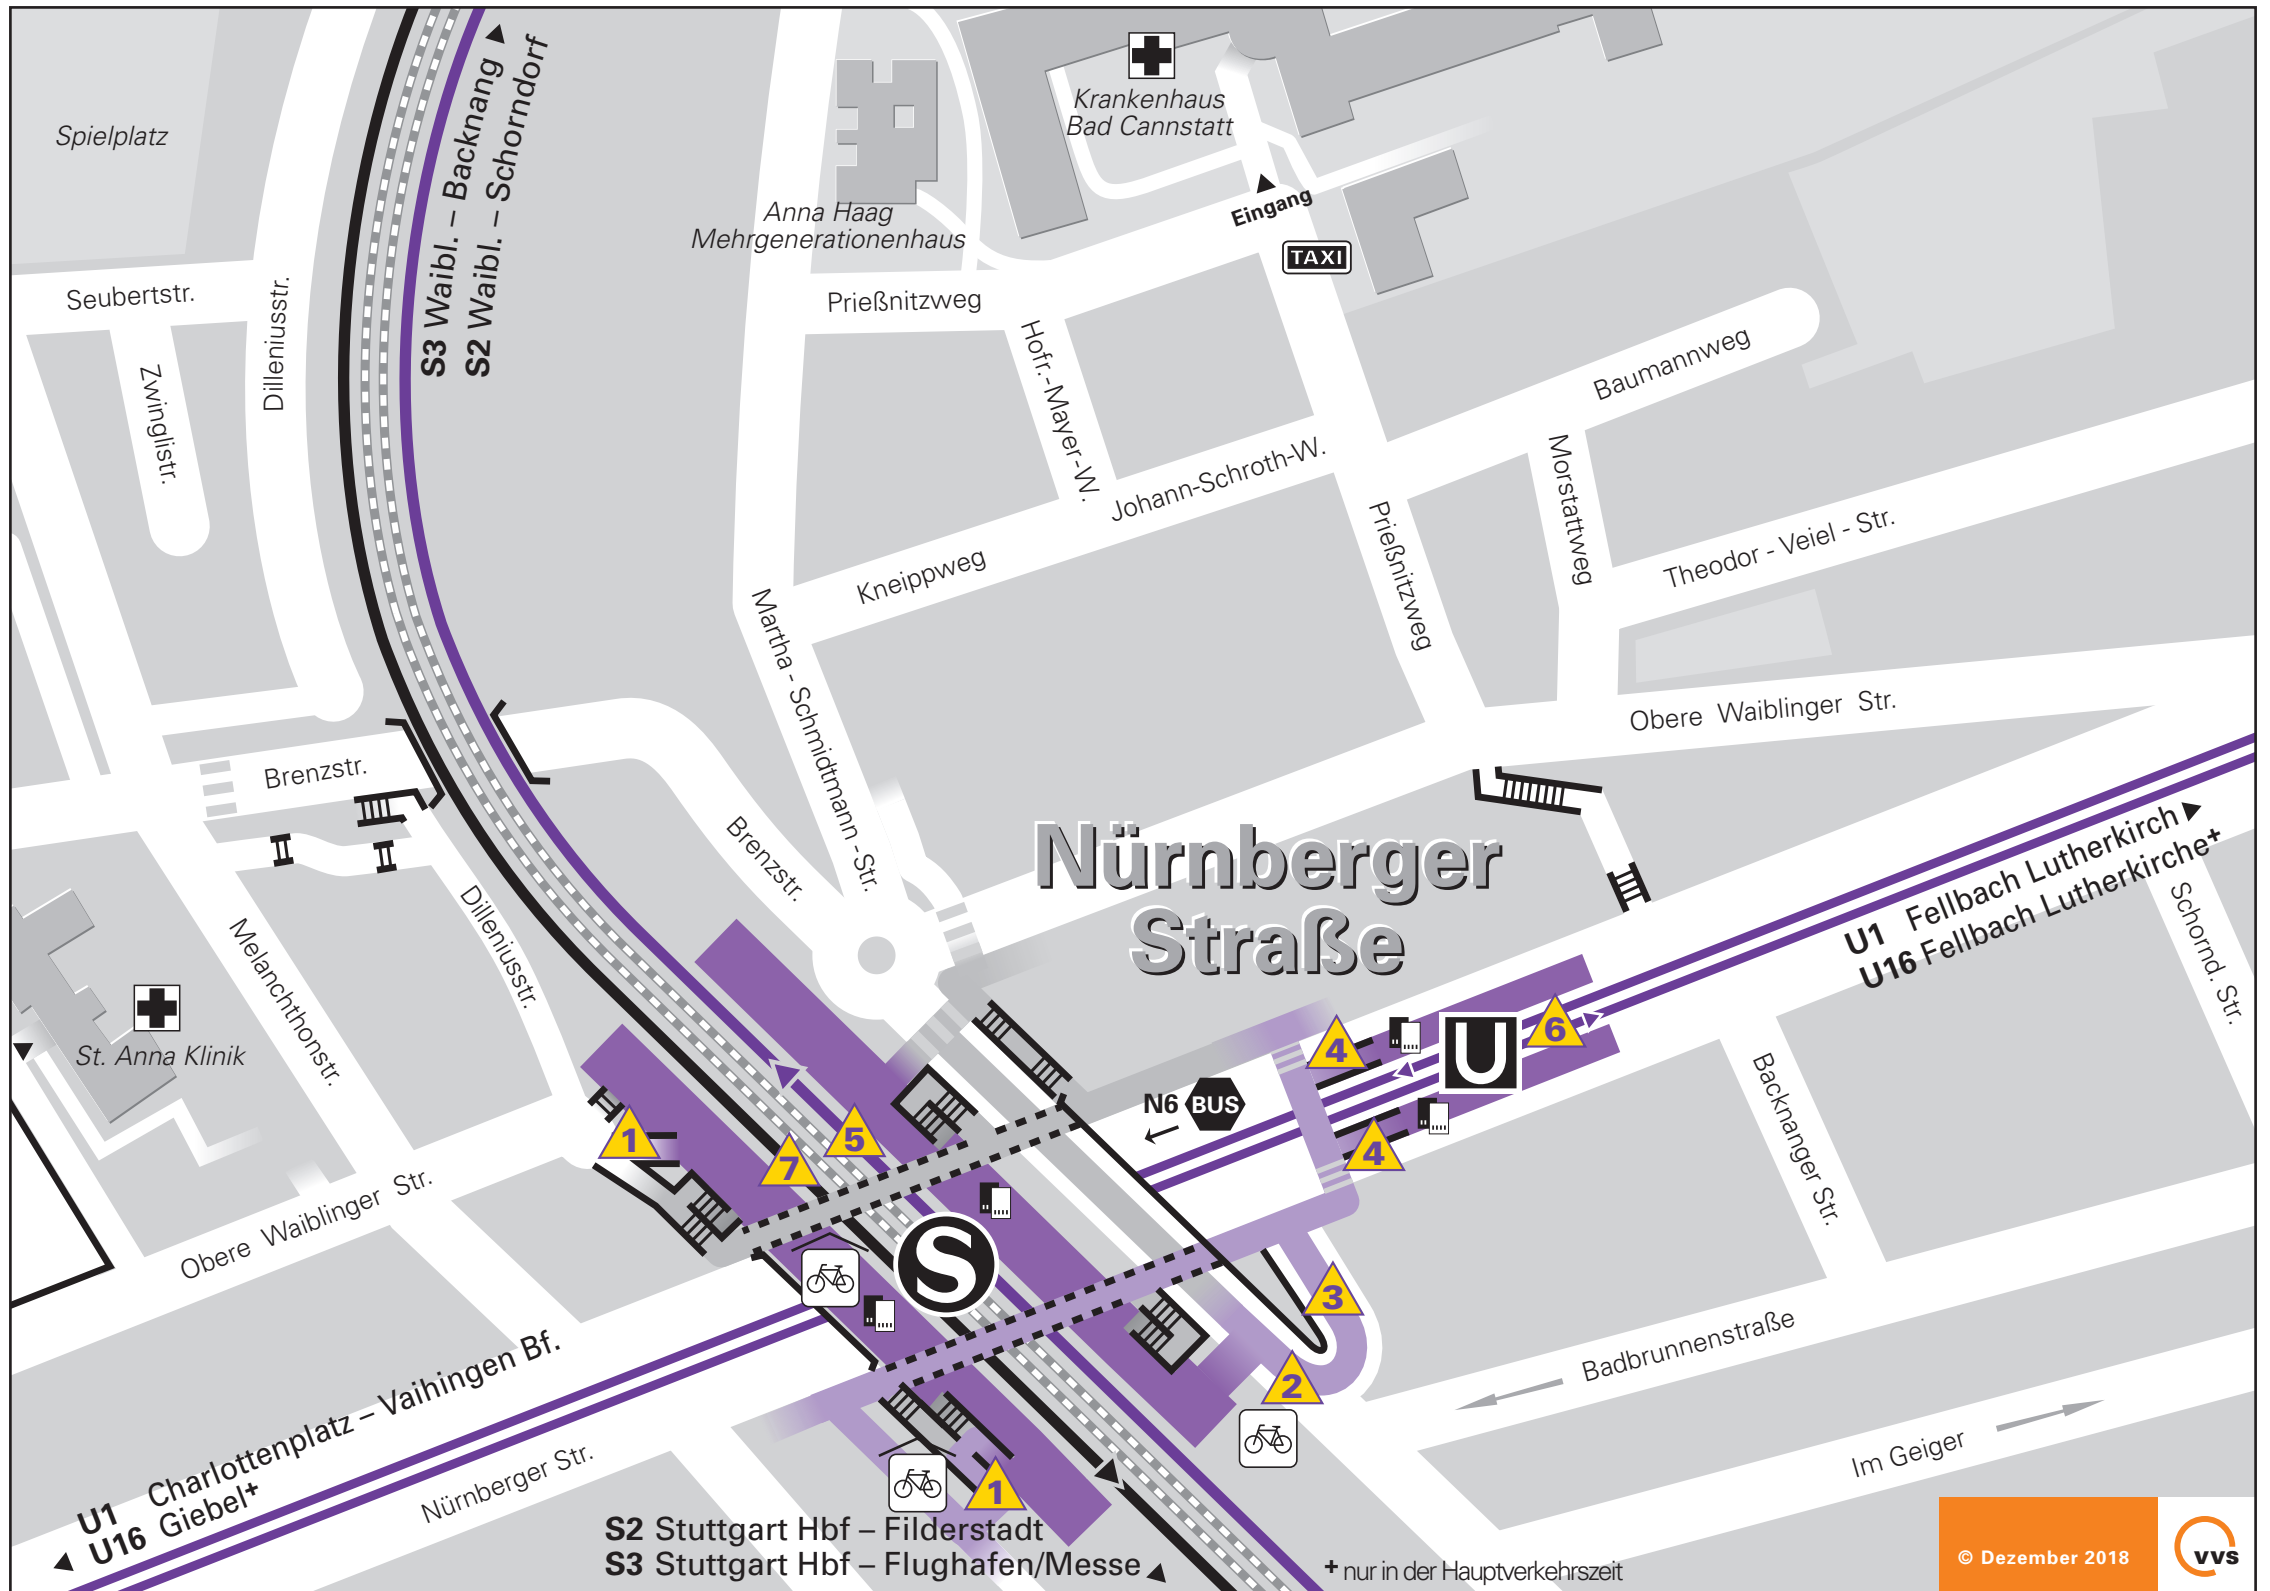 S3 Waibl. – Backnang
S2 Waibl. – Schorndorf
Spielplatz
Krankenhaus
Bad Cannstatt
Anna Haag
Mehrgenerationenhaus
Eingang
TAXI
Seubertstr.
Dilleniusstr.
Prießnitzweg
Zwinglistr.
Hofr.-Mayer-W.
Baumannweg
Johann-Schroth-W.
Morstattweg
Prießnitzweg
Theodor - Veiel - Str.
Kneippweg
Martha - Schmidtmann - Str.
Obere Waiblinger Str.
Brenzstr.
Brenzstr.
Nürnberger
Straße
U1 Fellbach Lutherkirch
U16 Fellbach Lutherkirche+
Schornd. Str.
Dilleniusstr.
Melanchthonstr.
St. Anna Klinik
4
6
U
N6 BUS
Backnanger Str.
1
5
7
4
Obere Waiblinger Str.
S
3
2
Badbrunnenstraße
U1 Charlottenplatz – Vaihingen Bf.
U16 Giebel+
Nürnberger Str.
Im Geiger
1
S2 Stuttgart Hbf – Filderstadt
S3 Stuttgart Hbf – Flughafen/Messe
+ nur in der Hauptverkehrszeit
© Dezember 2018
vvs